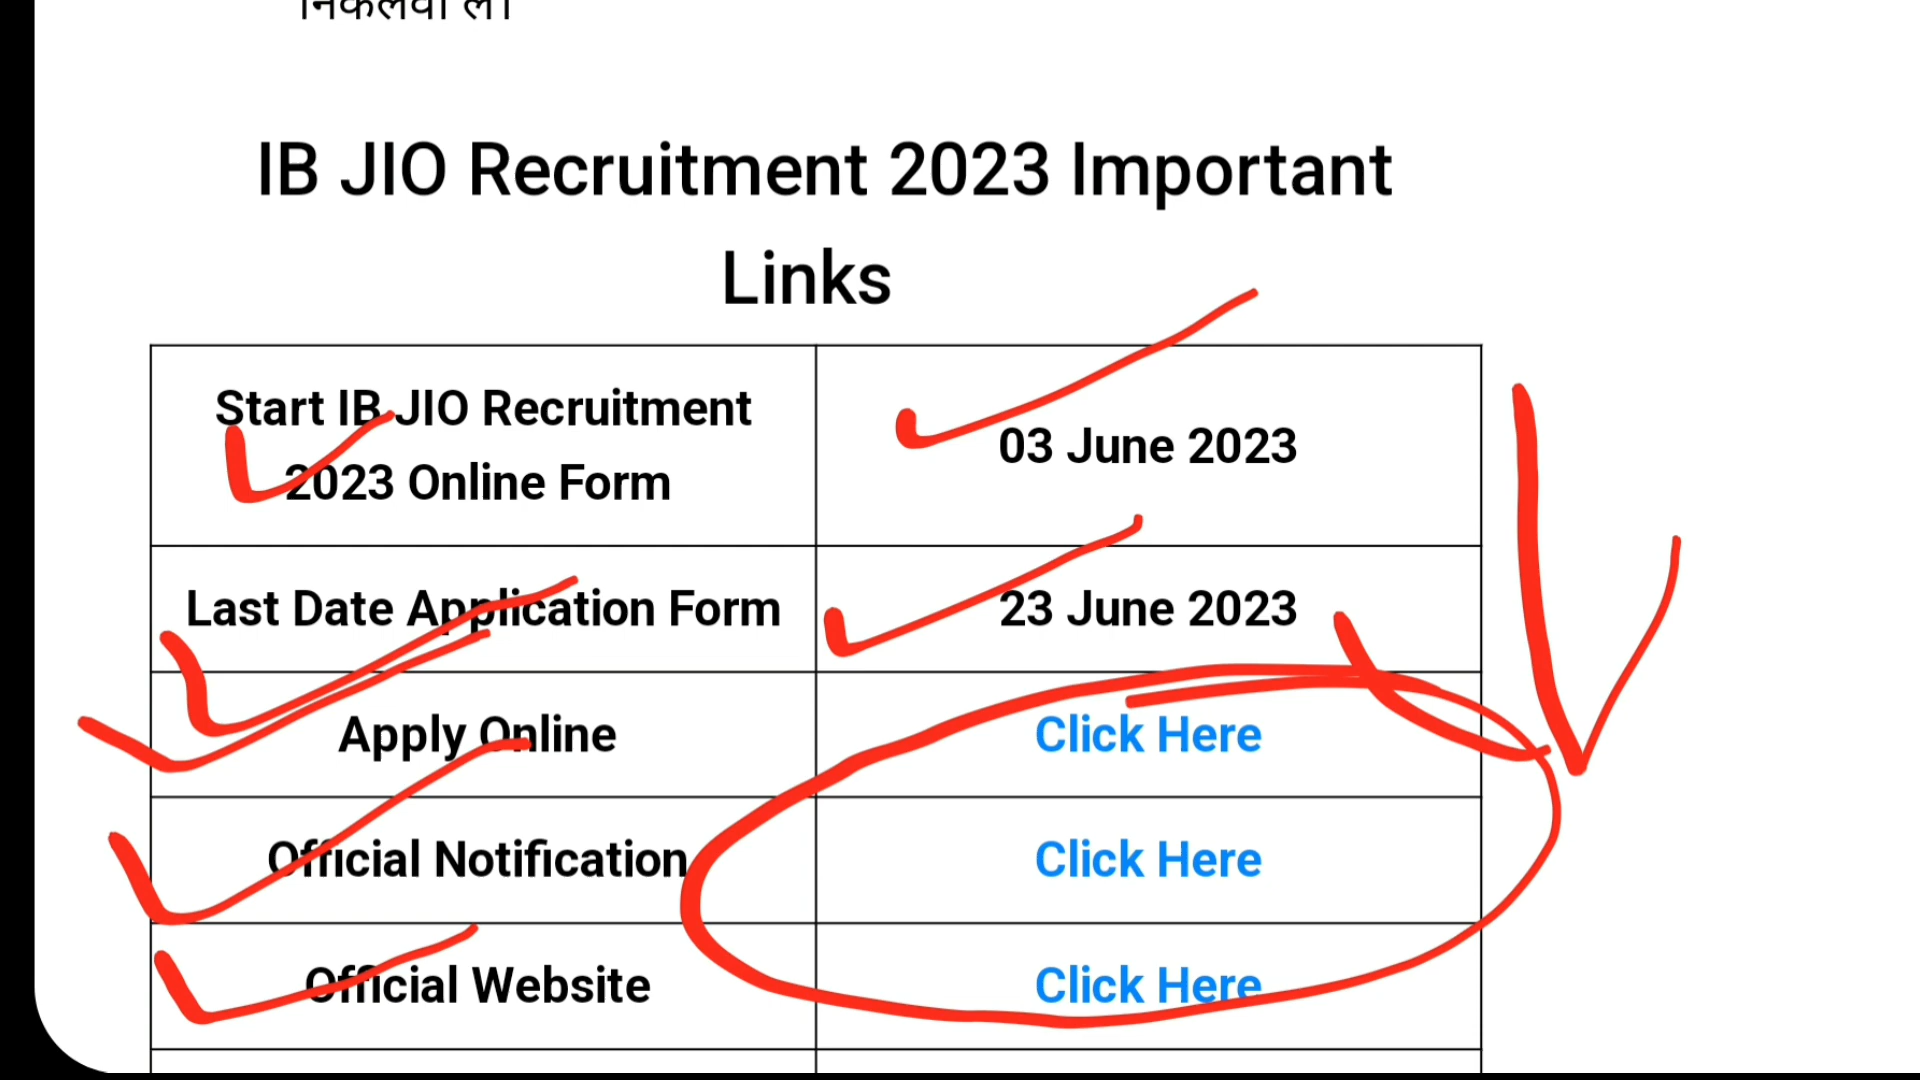 निकलवा लें।
IB JIO Recruitment 2023 Important
Links
Start IB JIO Recruitment
2023 Online Form
03 June 2023
Last Date Application Form
23 June 2023
Apply Online
Click Here
Official Notification
Click Here
Official Website
Click Here